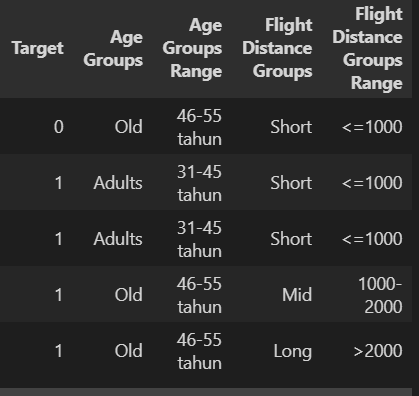 Target Age Groups Age Groups Range Flight Distance Groups Flight Distance Groups Range
0 Old 46-55 tahun Short <=1000
1 Adults 31-45 tahun Short <=1000
1 Adults 31-45 tahun Short <=1000
1 Old 46-55 tahun Mid 1000-2000
1 Old 46-55 tahun Long >2000